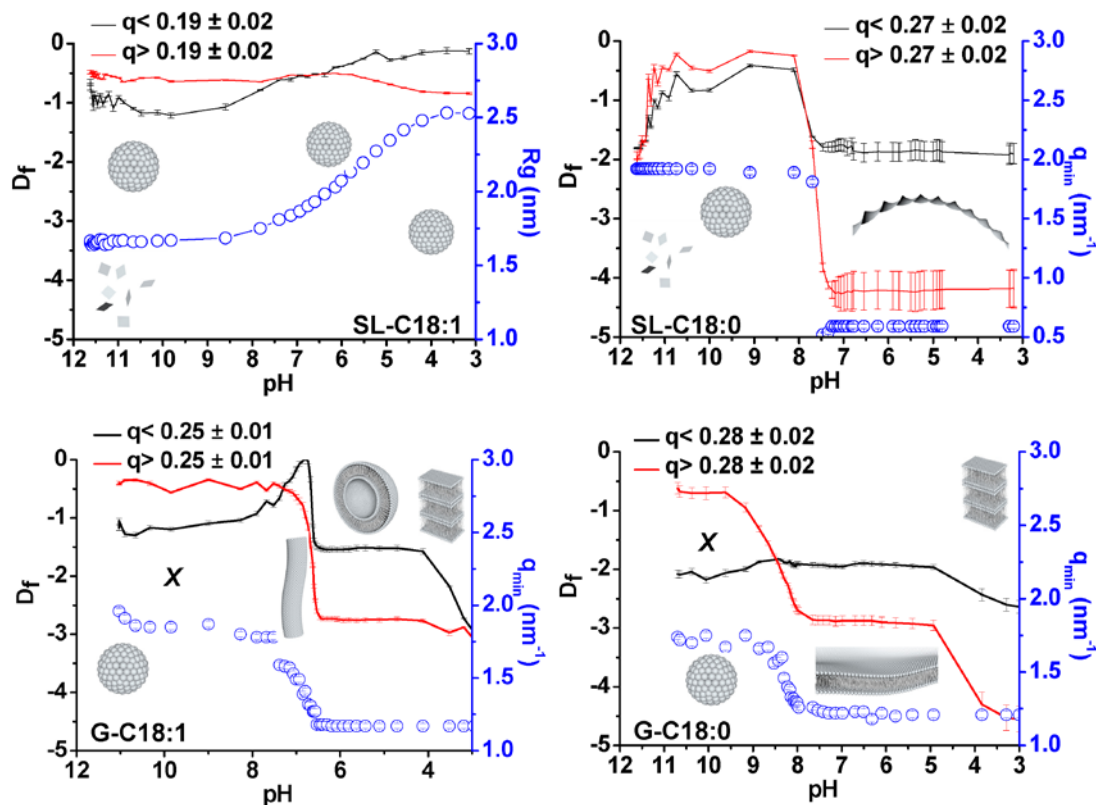 q< 0.19 ± 0.02
q> 0.19 ± 0.02
0
-1
-2
-3
-4
-5
Df
3.0
2.5
2.0
1.5
1.0
Rg (nm)
12 11 10 9 8 7 6 5 4 3
pH
SL-C18:1
q< 0.27 ± 0.02
q> 0.27 ± 0.02
0
-1
-2
-3
-4
-5
Df
3.0
2.5
2.0
1.5
1.0
0.5
qmin (nm-1)
12 11 10 9 8 7 6 5 4 3
pH
SL-C18:0
q< 0.25 ± 0.01
q> 0.25 ± 0.01
0
-1
-2
-3
-4
-5
Df
X
3.0
2.5
2.0
1.5
1.0
qmin (nm-1)
12 11 10 9 8 7 6 5 4 3
pH
G-C18:1
q< 0.28 ± 0.02
q> 0.28 ± 0.02
0
-1
-2
-3
-4
-5
Df
X
3.0
2.5
2.0
1.5
1.0
qmin (nm-1)
12 11 10 9 8 7 6 5 4 3
pH
G-C18:0